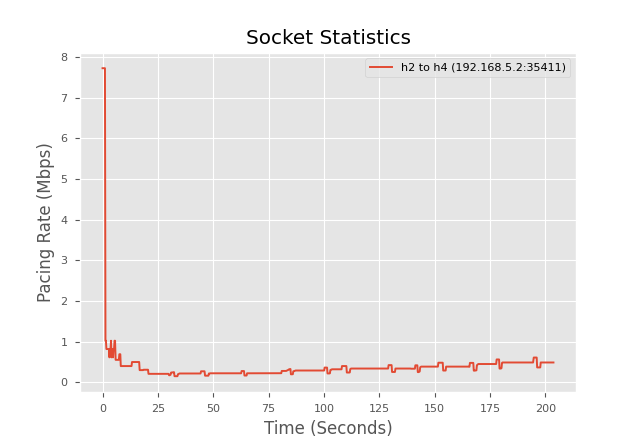 Socket Statistics
h2 to h4 (192.168.5.2:35411)
Pacing Rate (Mbps)
8
7
6
5
4
3
2
1
0
0 25 50 75 100 125 150 175 200
Time (Seconds)